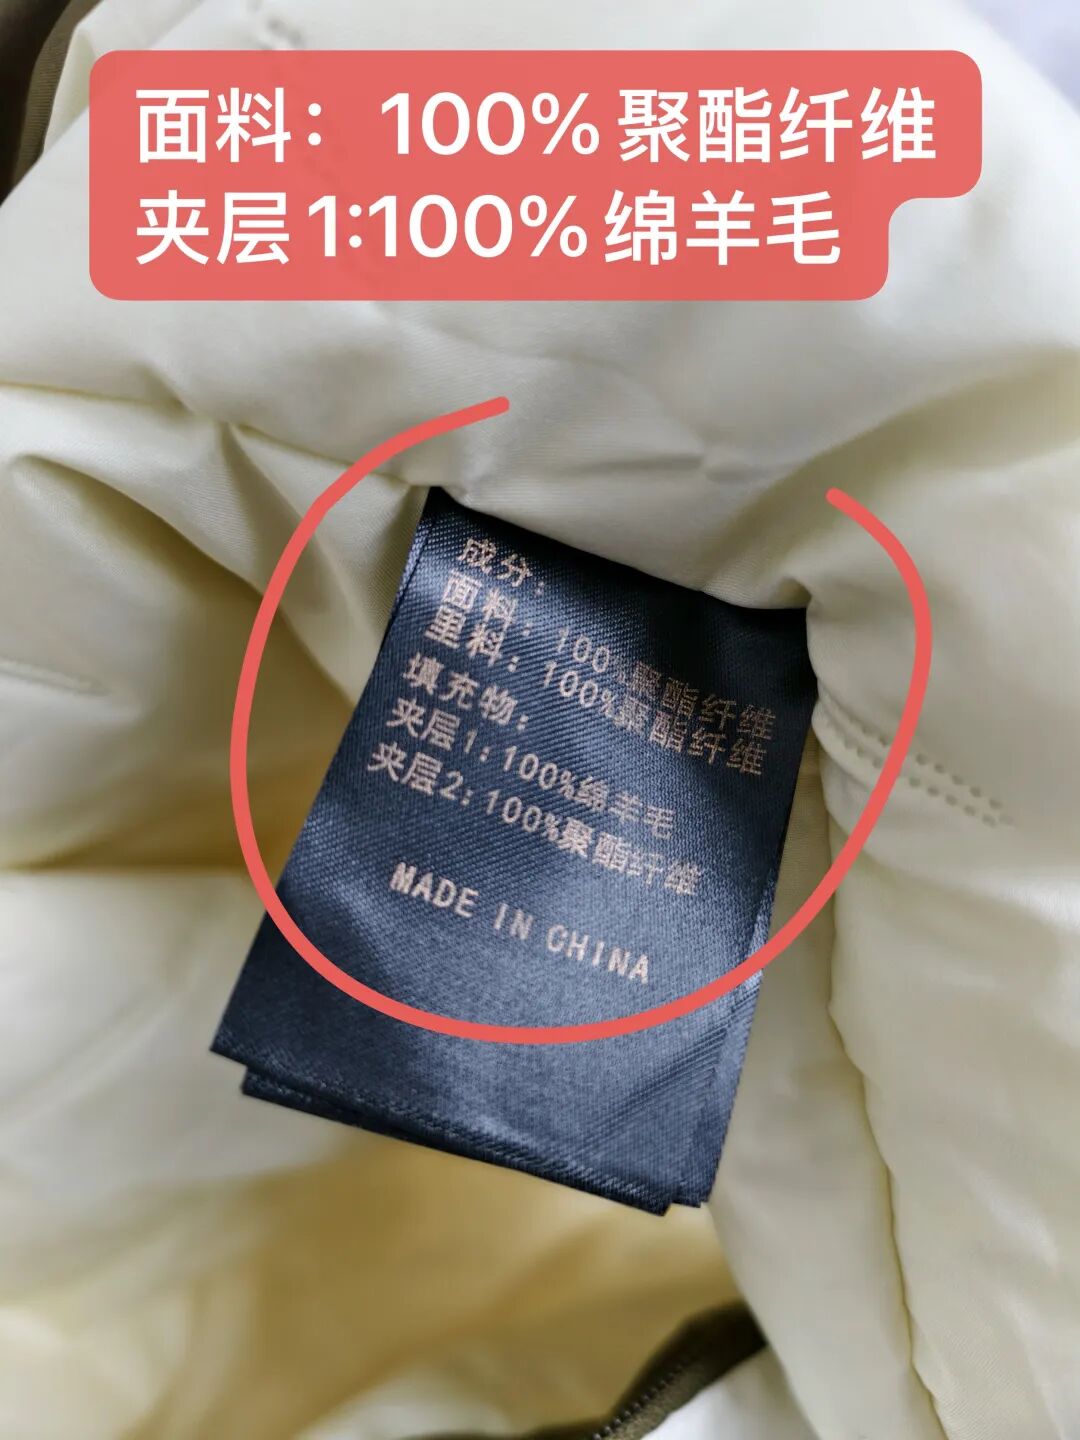 面料：100%聚酯纤维
夹层1:100%绵羊毛
成分：
面料：100%聚酯纤维
里料：100%聚酯纤维
填充物：
夹层1:100%绵羊毛
夹层2:100%聚酯纤维
MADE IN CHINA